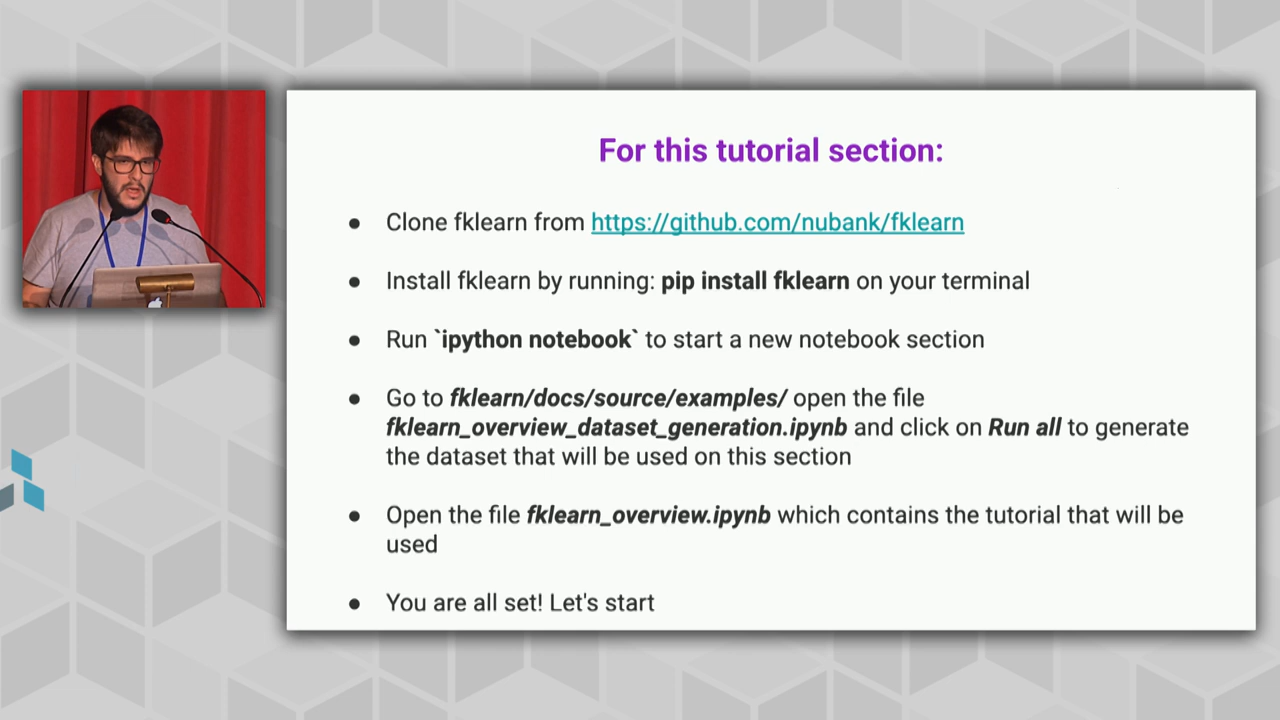 For this tutorial section:
● Clone fklearn from https://github.com/nubank/fklearn
● Install fklearn by running: pip install fklearn on your terminal
● Run `ipython notebook` to start a new notebook section
● Go to fklearn/docs/source/examples/ open the file
fklearn_overview_dataset_generation.ipynb and click on Run all to generate
the dataset that will be used on this section
● Open the file fklearn_overview.ipynb which contains the tutorial that will be
used
● You are all set! Let's start